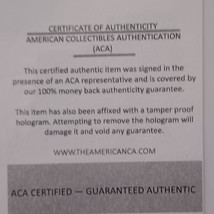 CERTIFICATE OF AUTHENTICITY
AMERICAN COLLECTIBLES AUTHENTICATION
(ACA)
This certified authentic item was signed in the
presence of an ACA representative and is covered by
our 100% money back authenticity guarantee.
This item has also been affixed with a tamper proof
hologram. Attempting to remove the hologram will
damage it and void any guarantee.
WWW.THEAMERICANCA.COM
ACA CERTIFIED — GUARANTEED AUTHENTIC